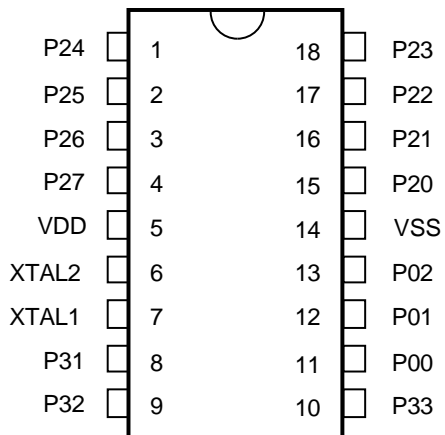 P24 1 18 P23
P25 2 17 P22
P26 3 16 P21
P27 4 15 P20
VDD 5 14 VSS
XTAL2 6 13 P02
XTAL1 7 12 P01
P31 8 11 P00
P32 9 10 P33